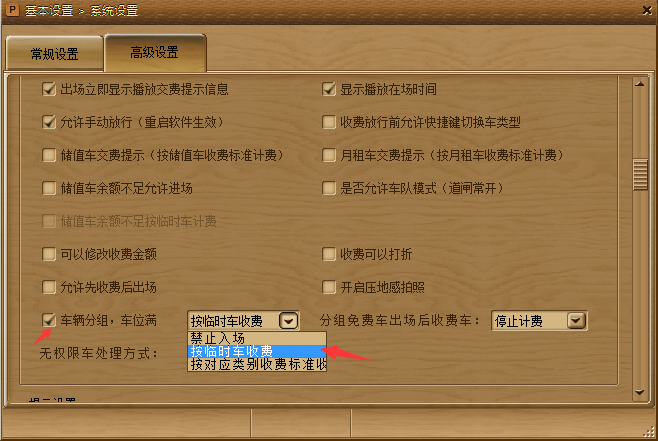 P 基本设置 > 系统设置
常规设置 高级设置
出场立即显示播放交费提示信息 显示播放在场时间
允许手动放行（重启软件生效） 收费放行前允许快捷键切换车类型
储值车交费提示（按储值车收费标准计费） 月租车交费提示（按月租车收费标准计费）
储值车余额不足允许进场 是否允许车队模式（道闸常开）
储值车余额不足按临时车计费
可以修改收费金额 收费可以打折
允许先收费后出场 开启压地感拍照
车辆分组，车位满 按临时车收费 分组免费车出场后收费车： 停止计费
禁止入场
无权限车处理方式： 按临时车收费
按对应类别收费标准收
提示设置